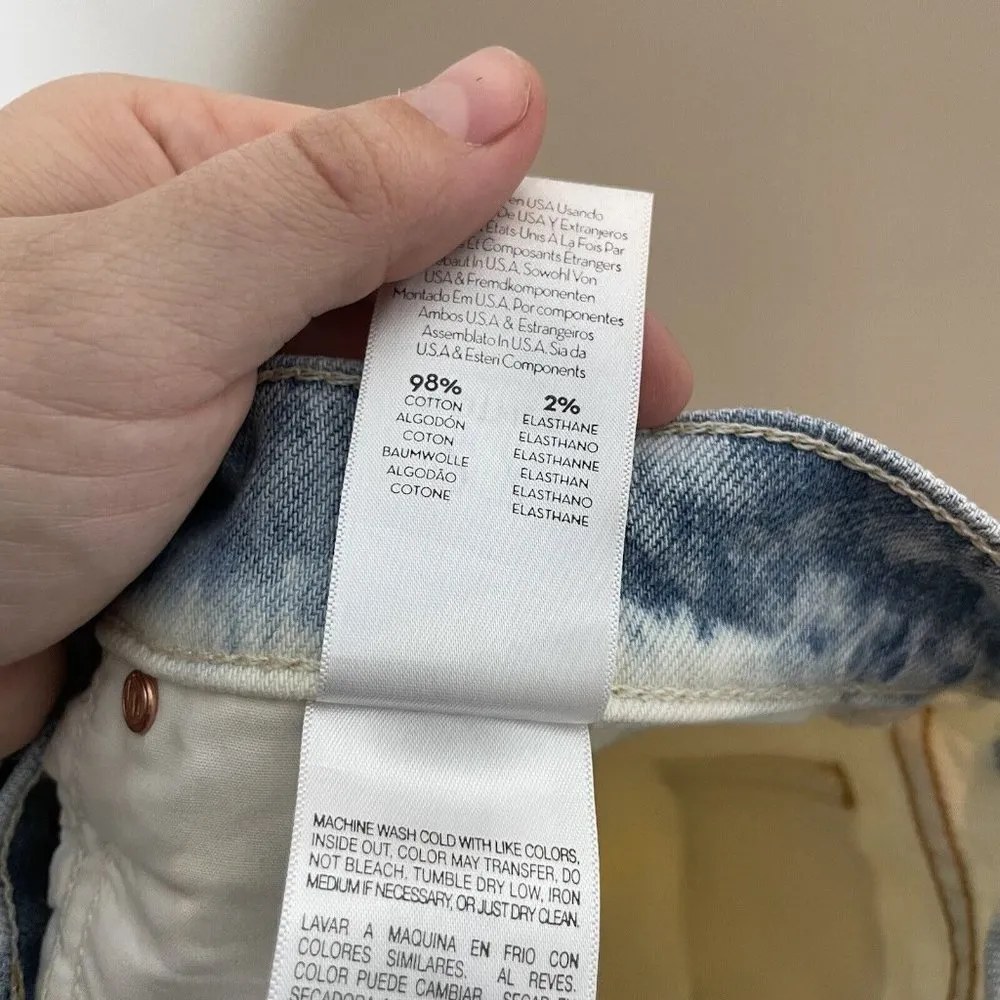 en USA Usando
De USA Y Extranjeros
Etats-Unis À La Fois Par
Et Composants Etrangers
ebaut In U.S.A. Sowohl Von
USA & Fremdkomponenten
Montado Em U.S.A. Por componentes
Ambos U.S.A & Estrangeiros
Assemblato In U.S.A. Sia da
U.S.A & Esteri Components
98%
COTTON
ALGODÓN
COTON
BAUMWOLLE
ALGODÃO
COTONE
2%
ELASTHANE
ELASTHANO
ELASTHANNE
ELASTHAN
ELASTHANO
ELASTHANE
MACHINE WASH COLD WITH LIKE COLORS,
INSIDE OUT. COLOR MAY TRANSFER. DO
NOT BLEACH. TUMBLE DRY LOW, IRON
MEDIUM IF NECESSARY, OR JUST DRY CLEAN.
LAVAR A MAQUINA EN FRIO CON
COLORES SIMILARES. AL REVES.
COLOR PUEDE CAMBIAR.